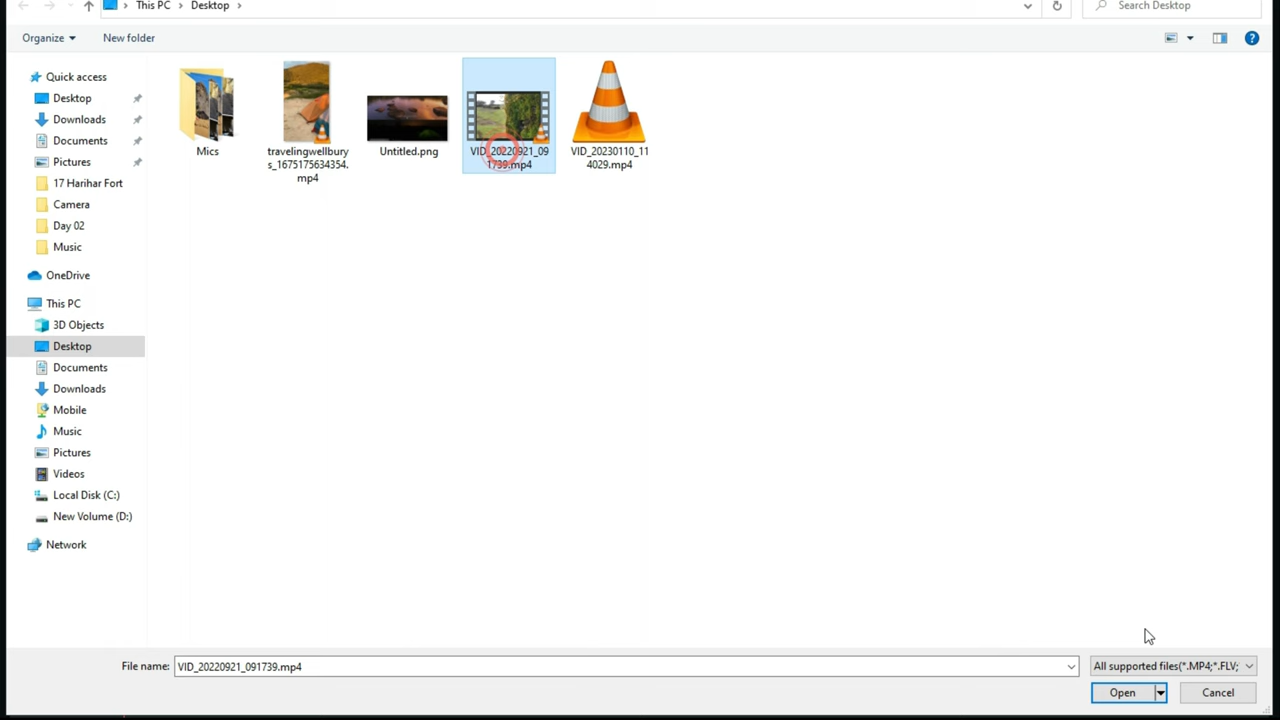 This PC > Desktop >
Search Desktop
Organize
New folder
Quick access
Desktop
Downloads
Documents
Pictures
17 Harihar Fort
Camera
Day 02
Music
OneDrive
This PC
3D Objects
Desktop
Documents
Downloads
Mobile
Music
Pictures
Videos
Local Disk (C:)
New Volume (D:)
Network
Mics
travelingwellbury
s_1675175634354.
mp4
Untitled.png
VID_20220921_09
1739.mp4
VID_20230110_11
4029.mp4
File name:
VID_20220921_091739.mp4
All supported files(*.MP4;*.FLV;
Open
Cancel